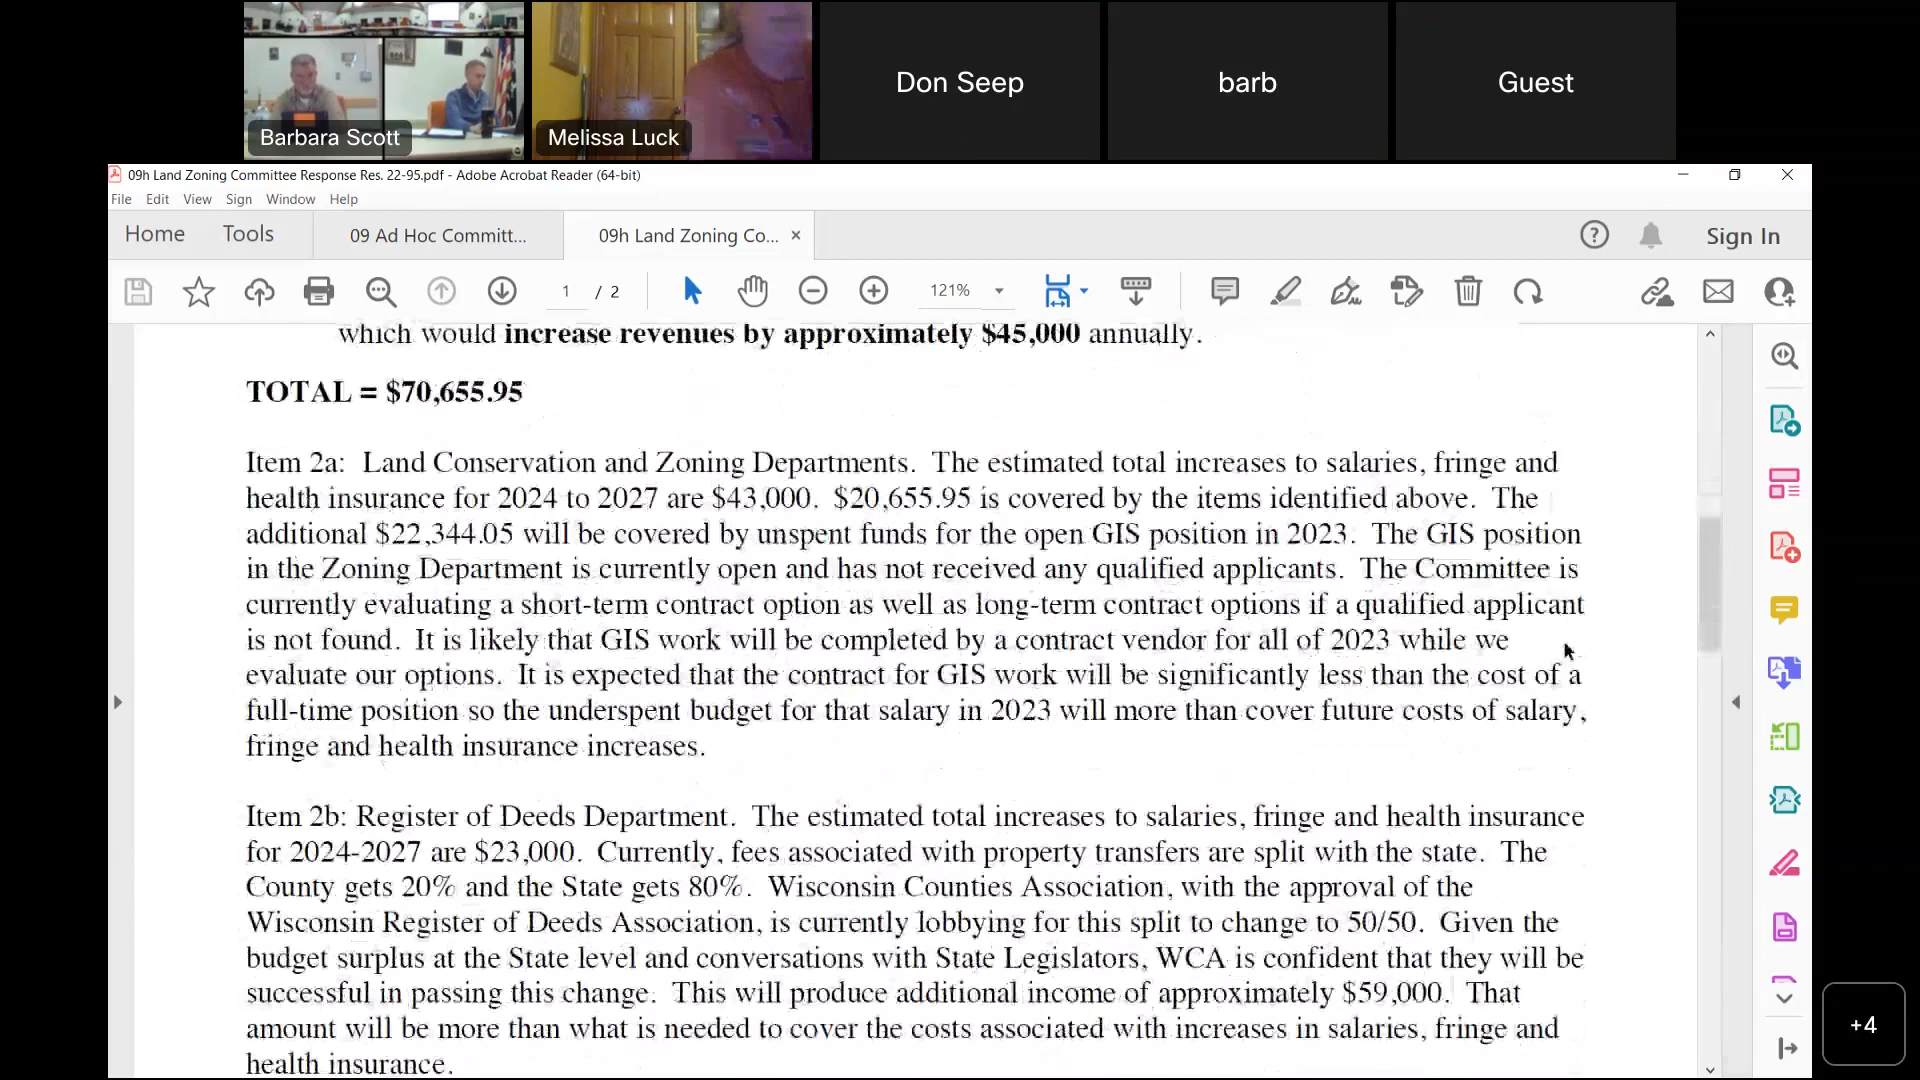 Barbara Scott
Melissa Luck
Don Seep
barb
Guest
09h Land Zoning Committee Response Res. 22-95.pdf - Adobe Acrobat Reader (64-bit)
File Edit View Sign Window Help
Home Tools 09 Ad Hoc Committ... 09h Land Zoning Co... × Sign In
1 / 2 121%
which would increase revenues by approximately $45,000 annually.
TOTAL = $70,655.95
Item 2a: Land Conservation and Zoning Departments. The estimated total increases to salaries, fringe and
health insurance for 2024 to 2027 are $43,000. $20,655.95 is covered by the items identified above. The
additional $22,344.05 will be covered by unspent funds for the open GIS position in 2023. The GIS position
in the Zoning Department is currently open and has not received any qualified applicants. The Committee is
currently evaluating a short-term contract option as well as long-term contract options if a qualified applicant
is not found. It is likely that GIS work will be completed by a contract vendor for all of 2023 while we
evaluate our options. It is expected that the contract for GIS work will be significantly less than the cost of a
full-time position so the underspent budget for that salary in 2023 will more than cover future costs of salary,
fringe and health insurance increases.
Item 2b: Register of Deeds Department. The estimated total increases to salaries, fringe and health insurance
for 2024-2027 are $23,000. Currently, fees associated with property transfers are split with the state. The
County gets 20% and the State gets 80%. Wisconsin Counties Association, with the approval of the
Wisconsin Register of Deeds Association, is currently lobbying for this split to change to 50/50. Given the
budget surplus at the State level and conversations with State Legislators, WCA is confident that they will be
successful in passing this change. This will produce additional income of approximately $59,000. That
amount will be more than what is needed to cover the costs associated with increases in salaries, fringe and
health insurance.
+4